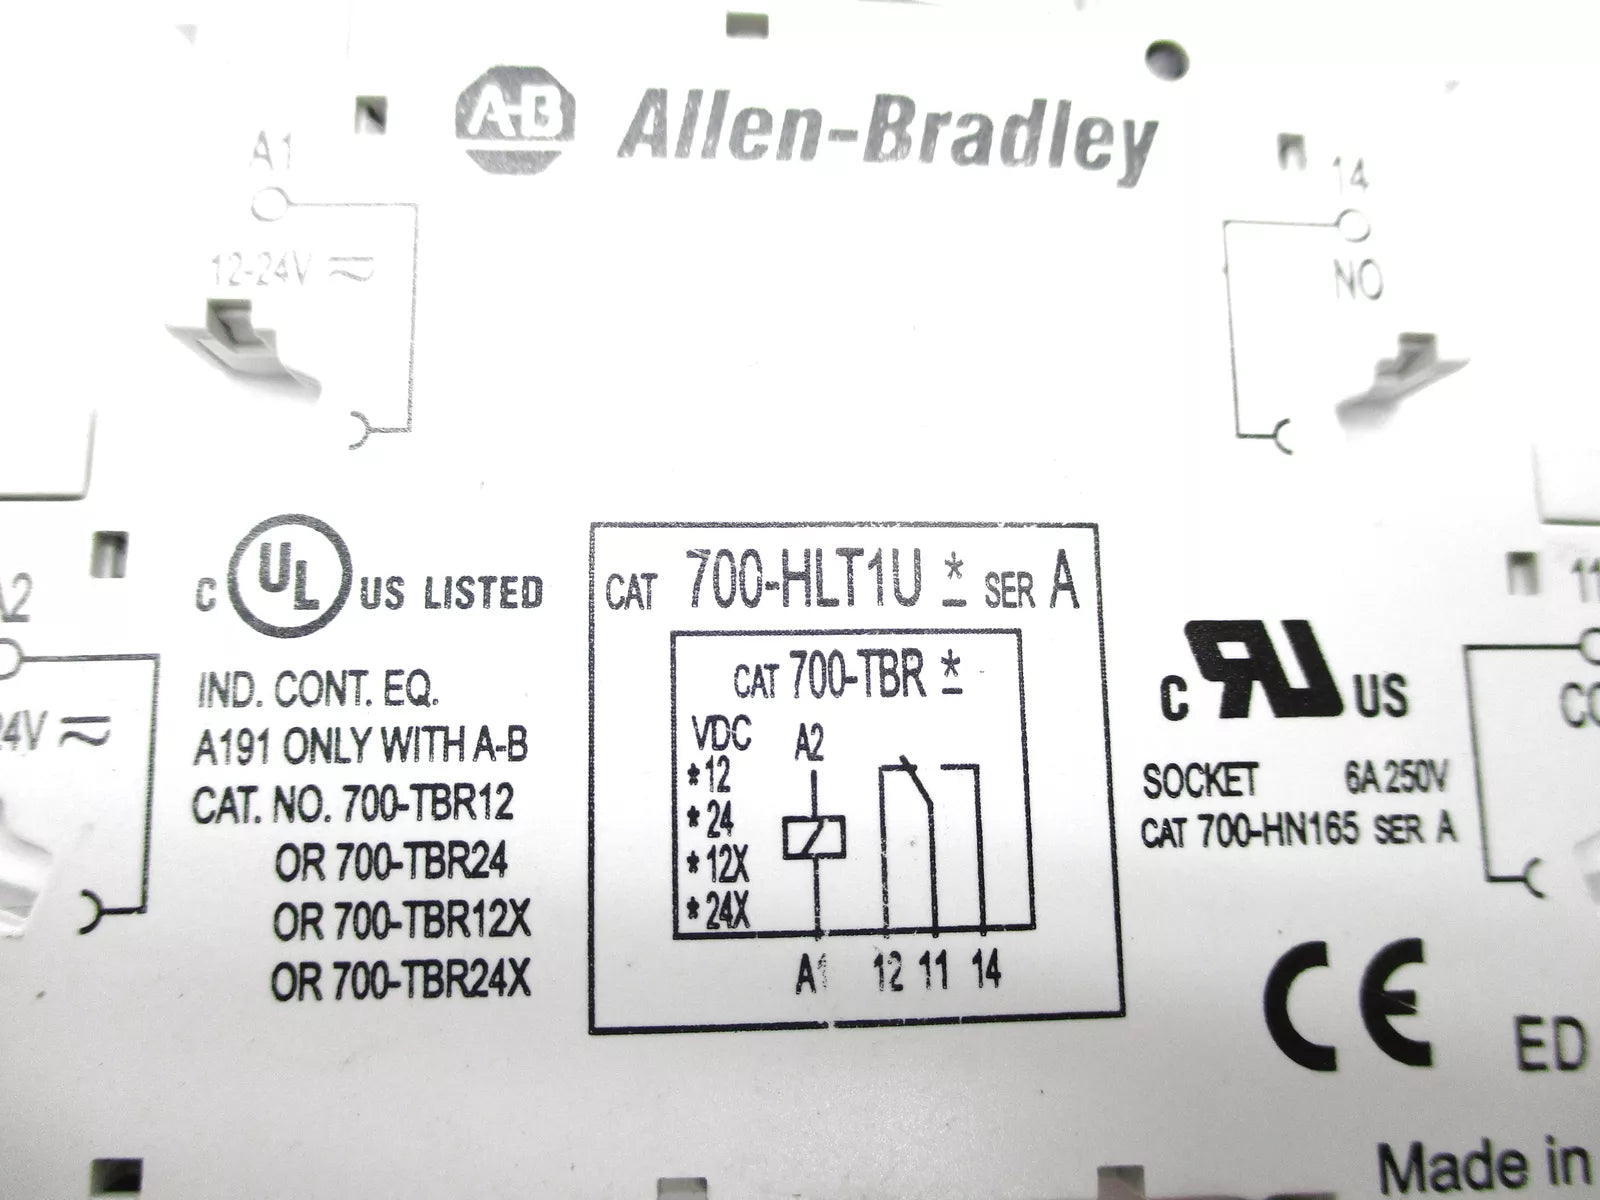 A-B Allen-Bradley
A1
14
12-24V
NO
A2
11
24V
C UL US LISTED
IND. CONT. EQ.
A191 ONLY WITH A-B
CAT. NO. 700-TBR12
OR 700-TBR24
OR 700-TBR12X
OR 700-TBR24X
CAT 700-HLT1U * SER A
CAT 700-TBR *
VDC
*12
*24
*12X
*24X
A2
A1 12 11 14
C RU US
SOCKET 6A 250V
CAT 700-HN165 SER A
CE
ED
Made in